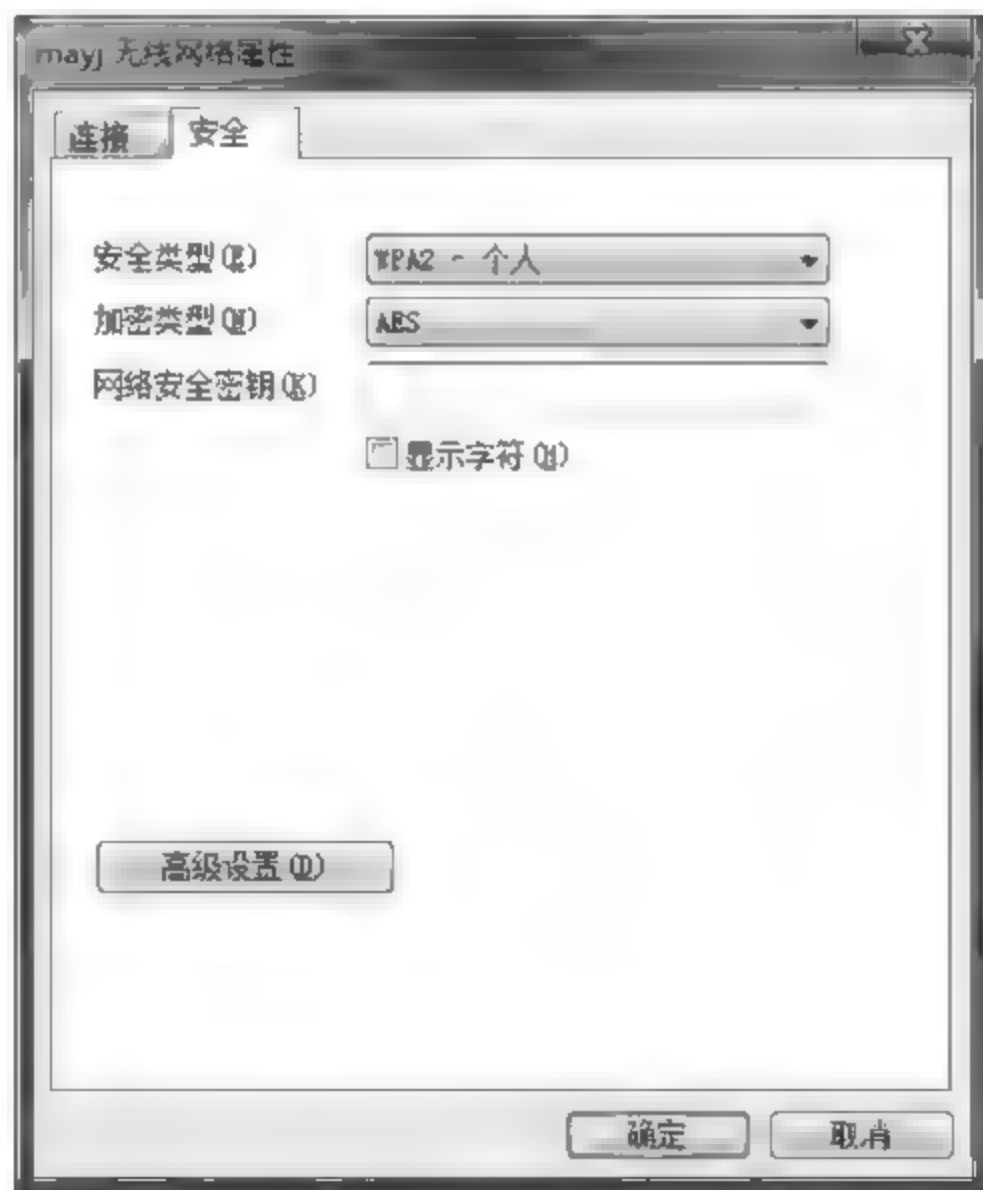 mayj 无线网络属性
连接 安全
安全类型(E) WPA2 - 个人
加密类型(N) AES
网络安全密钥(K)
显示字符(H)
高级设置(D)
确定 取消